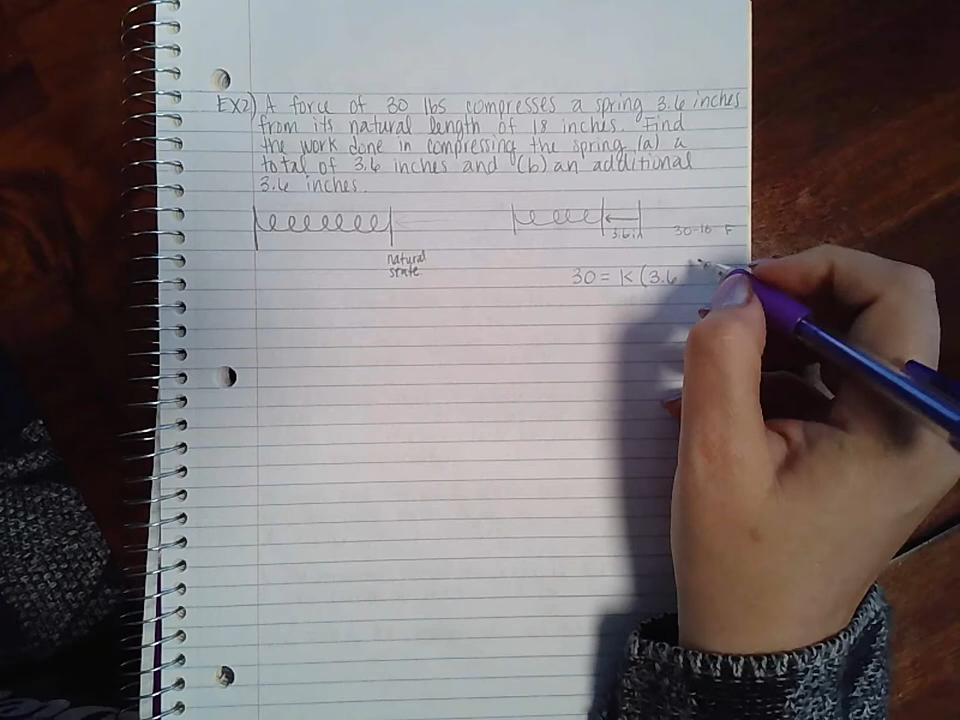 EX2) A force of 30 lbs compresses a spring 3.6 inches
from its natural length of 18 inches. Find
the work done in compressing the spring (a) a
total of 3.6 inches and (b) an additional
3.6 inches.
3.6 in
30-lb F
natural
state
30 = K (3.6